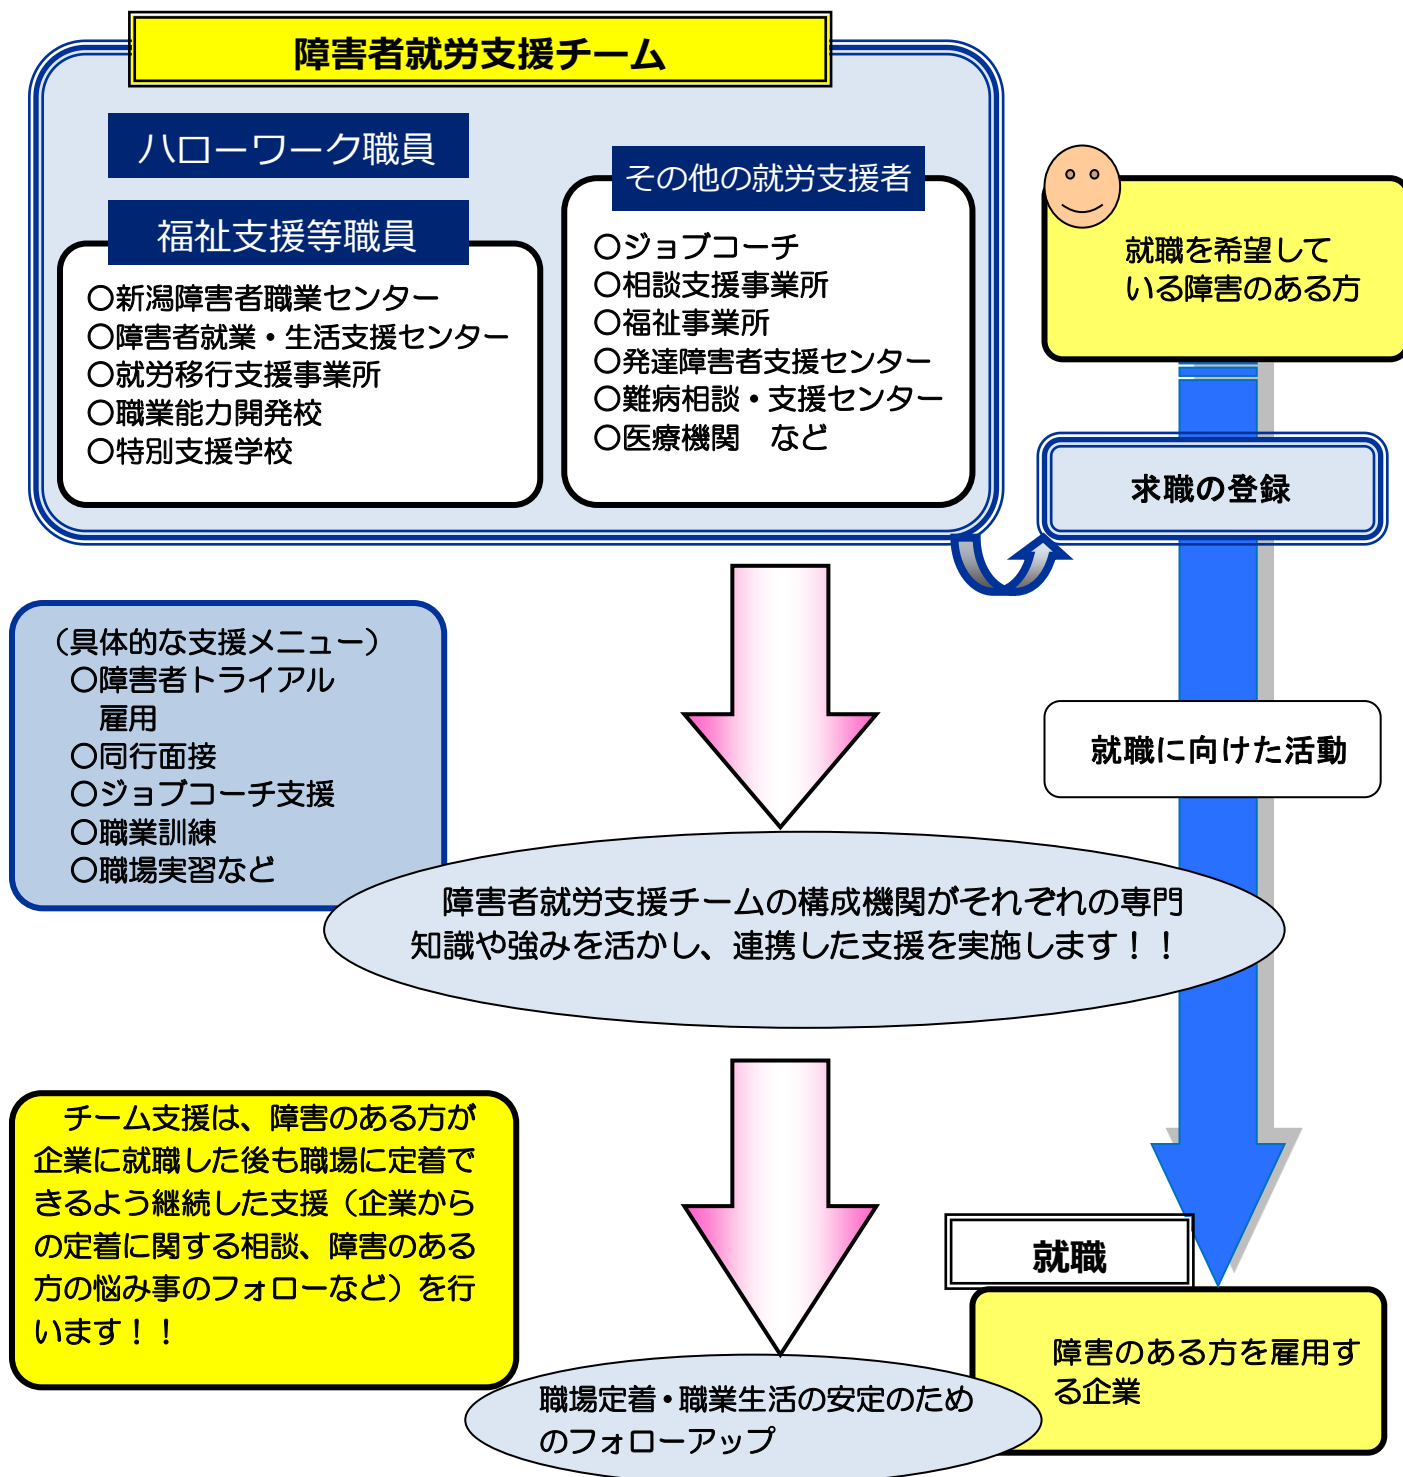 障害者就労支援チーム
ハローワーク職員
福祉支援等職員
〇新潟障害者職業センター
〇障害者就業・生活支援センター
〇就労移行支援事業所
〇職業能力開発校
〇特別支援学校
その他の就労支援者
〇ジョブコーチ
〇相談支援事業所
〇福祉事業所
〇発達障害者支援センター
〇難病相談・支援センター
〇医療機関　など
就職を希望して
いる障害のある方
求職の登録
（具体的な支援メニュー）
〇障害者トライアル
雇用
〇同行面接
〇ジョブコーチ支援
〇職業訓練
〇職場実習など
就職に向けた活動
障害者就労支援チームの構成機関がそれぞれの専門
知識や強みを活かし、連携した支援を実施します！！
チーム支援は、障害のある方が
企業に就職した後も職場に定着で
きるよう継続した支援（企業から
の定着に関する相談、障害のある
方の悩み事のフォローなど）を行
います！！
就職
障害のある方を雇用す
る企業
職場定着・職業生活の安定のため
のフォローアップ